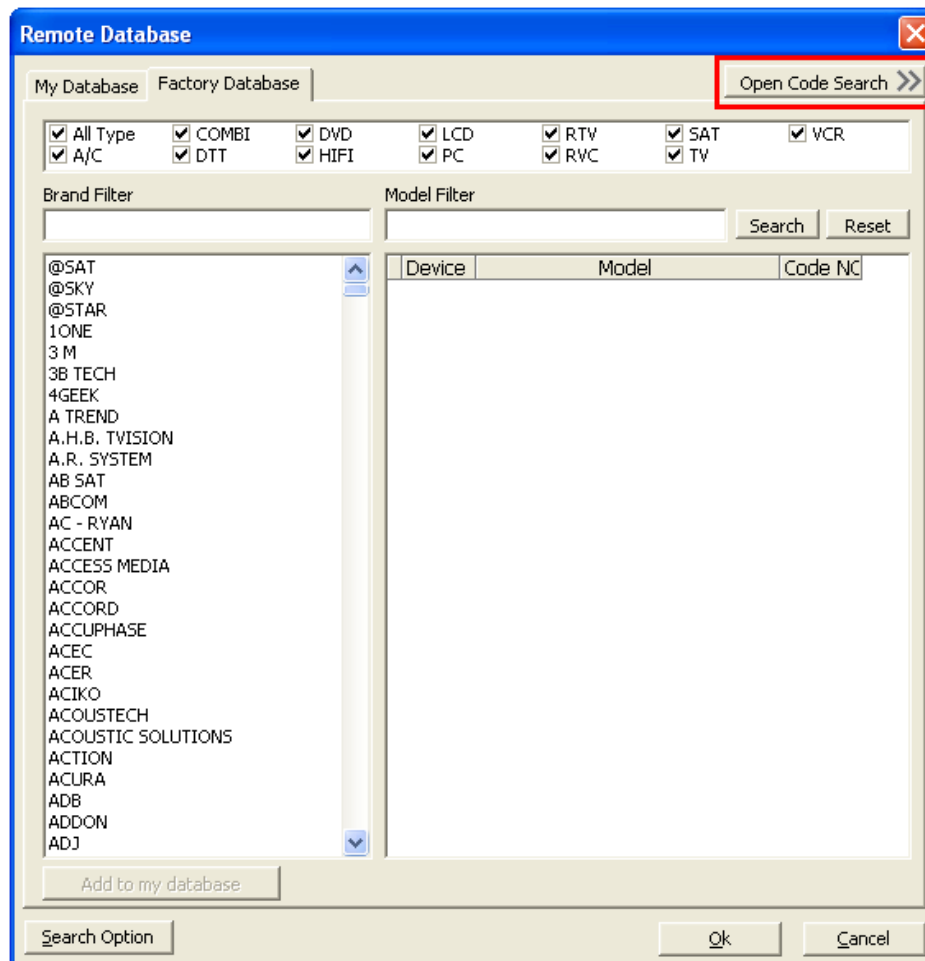 Remote Database
My Database Factory Database Open Code Search
All Type COMBI DVD LCD RTV SAT VCR
A/C DTT HIFI PC RVC TV
Brand Filter Model Filter
Search Reset
Device Model Code NO
@SAT
@SKY
@STAR
1ONE
3 M
3B TECH
4GEEK
A TREND
A.H.B. TVISION
A.R. SYSTEM
AB SAT
ABCOM
AC - RYAN
ACCENT
ACCESS MEDIA
ACCOR
ACCORD
ACCUPHASE
ACEC
ACER
ACIKO
ACOUSTECH
ACOUSTIC SOLUTIONS
ACTION
ACURA
ADB
ADDON
ADJ
Add to my database
Search Option Ok Cancel